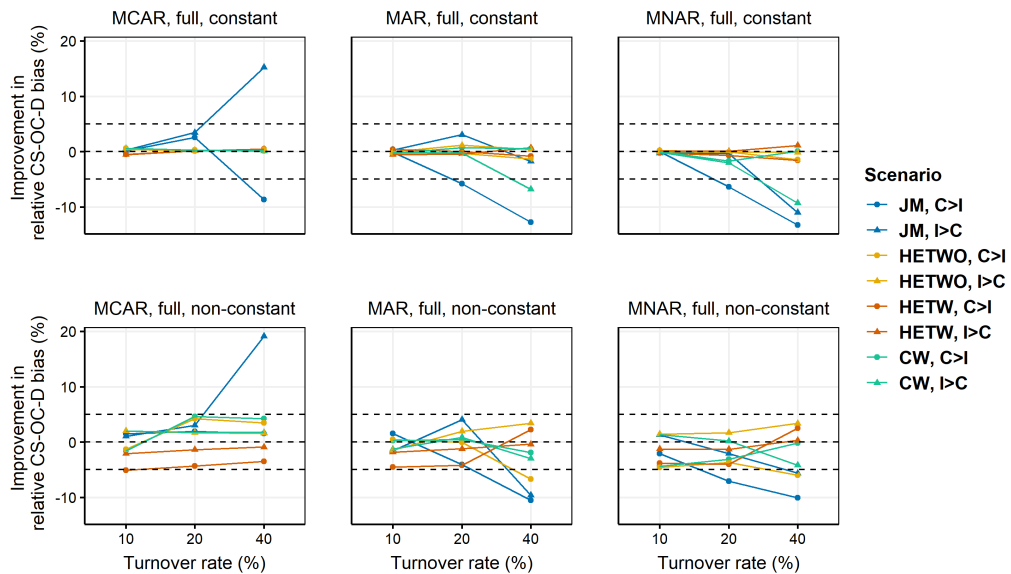 MCAR, full, constant
MAR, full, constant
MNAR, full, constant
Improvement in
relative CS-OC-D bias (%)
20
10
0
-10
MCAR, full, non-constant
MAR, full, non-constant
MNAR, full, non-constant
Improvement in
relative CS-OC-D bias (%)
20
10
0
-10
10 20 40
10 20 40
10 20 40
Turnover rate (%)
Turnover rate (%)
Turnover rate (%)
Scenario
JM, C>I
JM, I>C
HETWO, C>I
HETWO, I>C
HETW, C>I
HETW, I>C
CW, C>I
CW, I>C